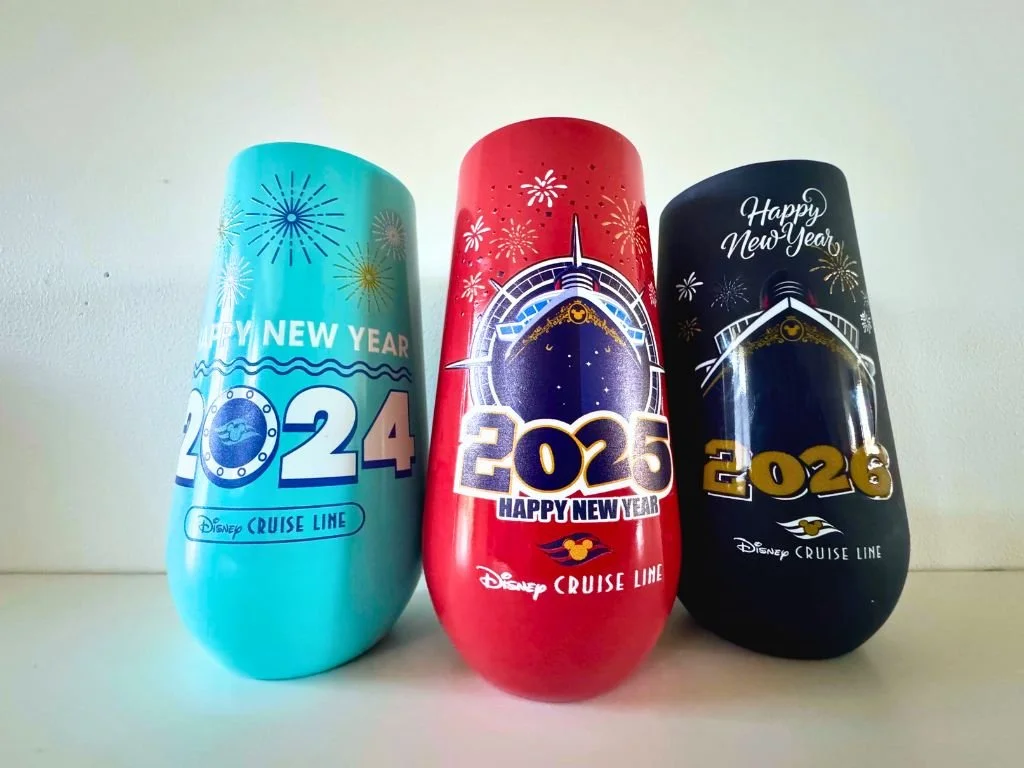 HAPPY NEW YEAR
2024
Disney CRUISE LINE
2025
HAPPY NEW YEAR
Disney CRUISE LINE
Happy
New Year
2026
Disney CRUISE LINE